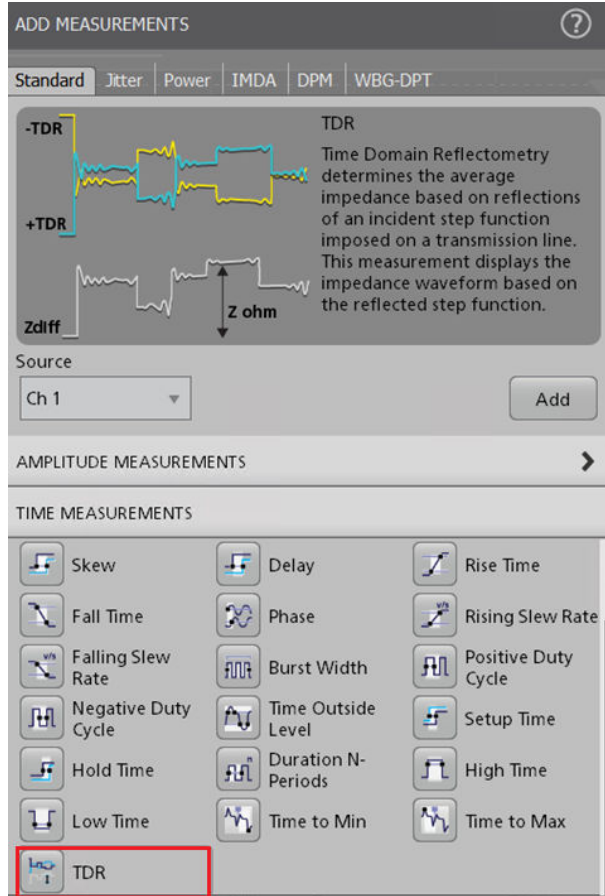 ADD MEASUREMENTS
?
Standard Jitter Power IMDA DPM WBG-DPT
-TDR
+TDR
Zdiff
Z ohm
TDR
Time Domain Reflectometry
determines the average
impedance based on reflections
of an incident step function
imposed on a transmission line.
This measurement displays the
impedance waveform based on
the reflected step function.
Source
Ch 1
Add
AMPLITUDE MEASUREMENTS
TIME MEASUREMENTS
Skew
Delay
Rise Time
Fall Time
Phase
v/s
Rising Slew Rate
v/s
Falling Slew
Rate
Burst Width
Positive Duty
Cycle
Negative Duty
Cycle
Time Outside
Level
Setup Time
Hold Time
Duration N-
Periods
High Time
Low Time
Time to Min
Time to Max
TDR